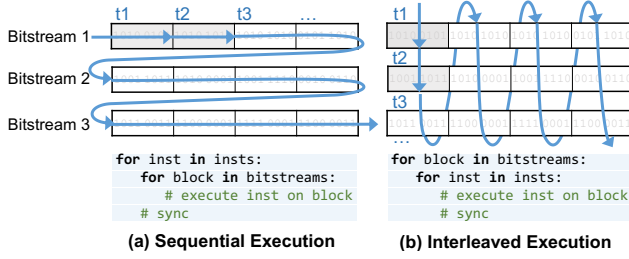 t1 t2 t3 ...
Bitstream 1
Bitstream 2
Bitstream 3
for inst in insts:
for block in bitstreams:
# execute inst on block
# sync
(a) Sequential Execution
t1
t2
t3
...
for block in bitstreams:
for inst in insts:
# execute inst on block
# sync
(b) Interleaved Execution